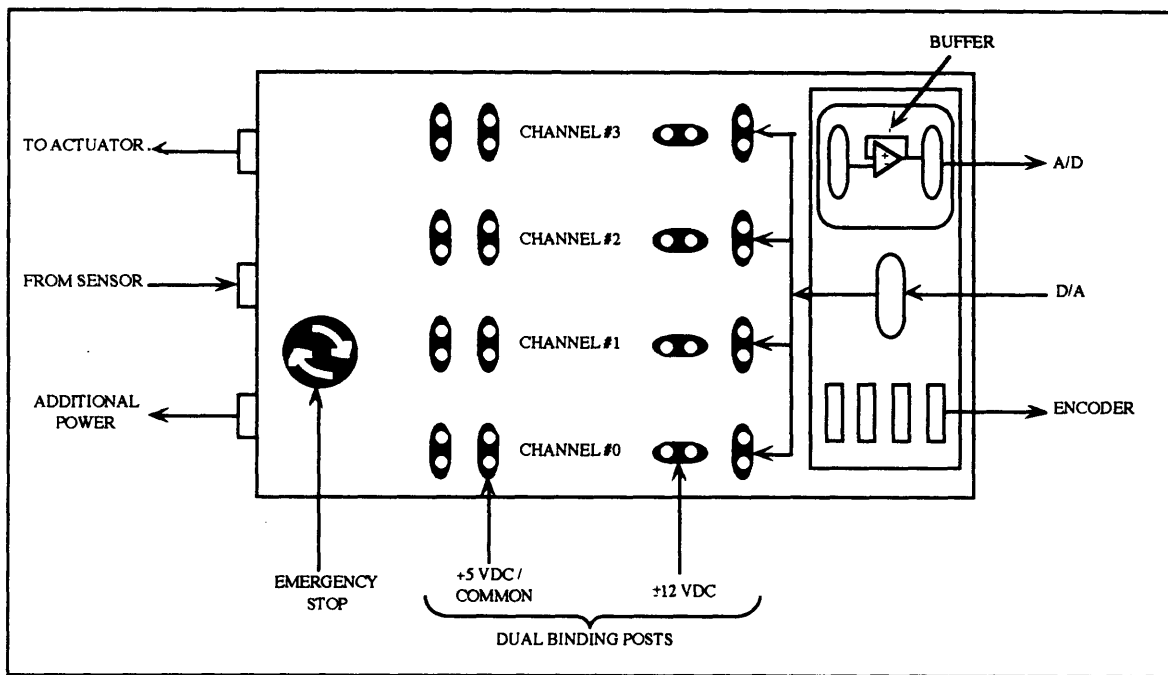 BUFFER
TO ACTUATOR
CHANNEL #3
A/D
CHANNEL #2
FROM SENSOR
D/A
CHANNEL #1
ADDITIONAL
POWER
ENCODER
CHANNEL #0
EMERGENCY
STOP
+5 VDC /
COMMON
±12 VDC
DUAL BINDING POSTS
+
-